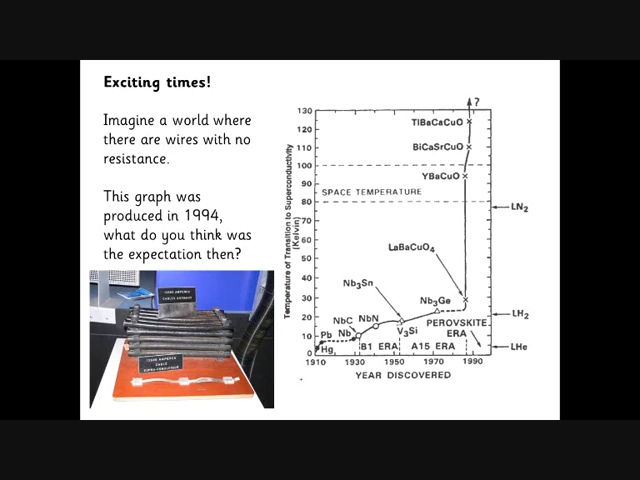 Exciting times!
Imagine a world where
there are wires with no
resistance.
This graph was
produced in 1994,
what do you think was
the expectation then?
Temperature of Transition to Superconductivity
(Kelvin)
130
120
110
100
90
80
70
60
50
40
30
20
10
0
?
TlBaCaCuO
BiCaSrCuO
YBaCuO
SPACE TEMPERATURE
LN2
LaBaCuO4
Nb3Sn
Nb3Ge
NbC
NbN
V3Si
PEROVSKITE
ERA
LH2
Pb
Nb
Hg
B1 ERA
A15 ERA
LHe
1910 1930 1950 1970 1990
YEAR DISCOVERED